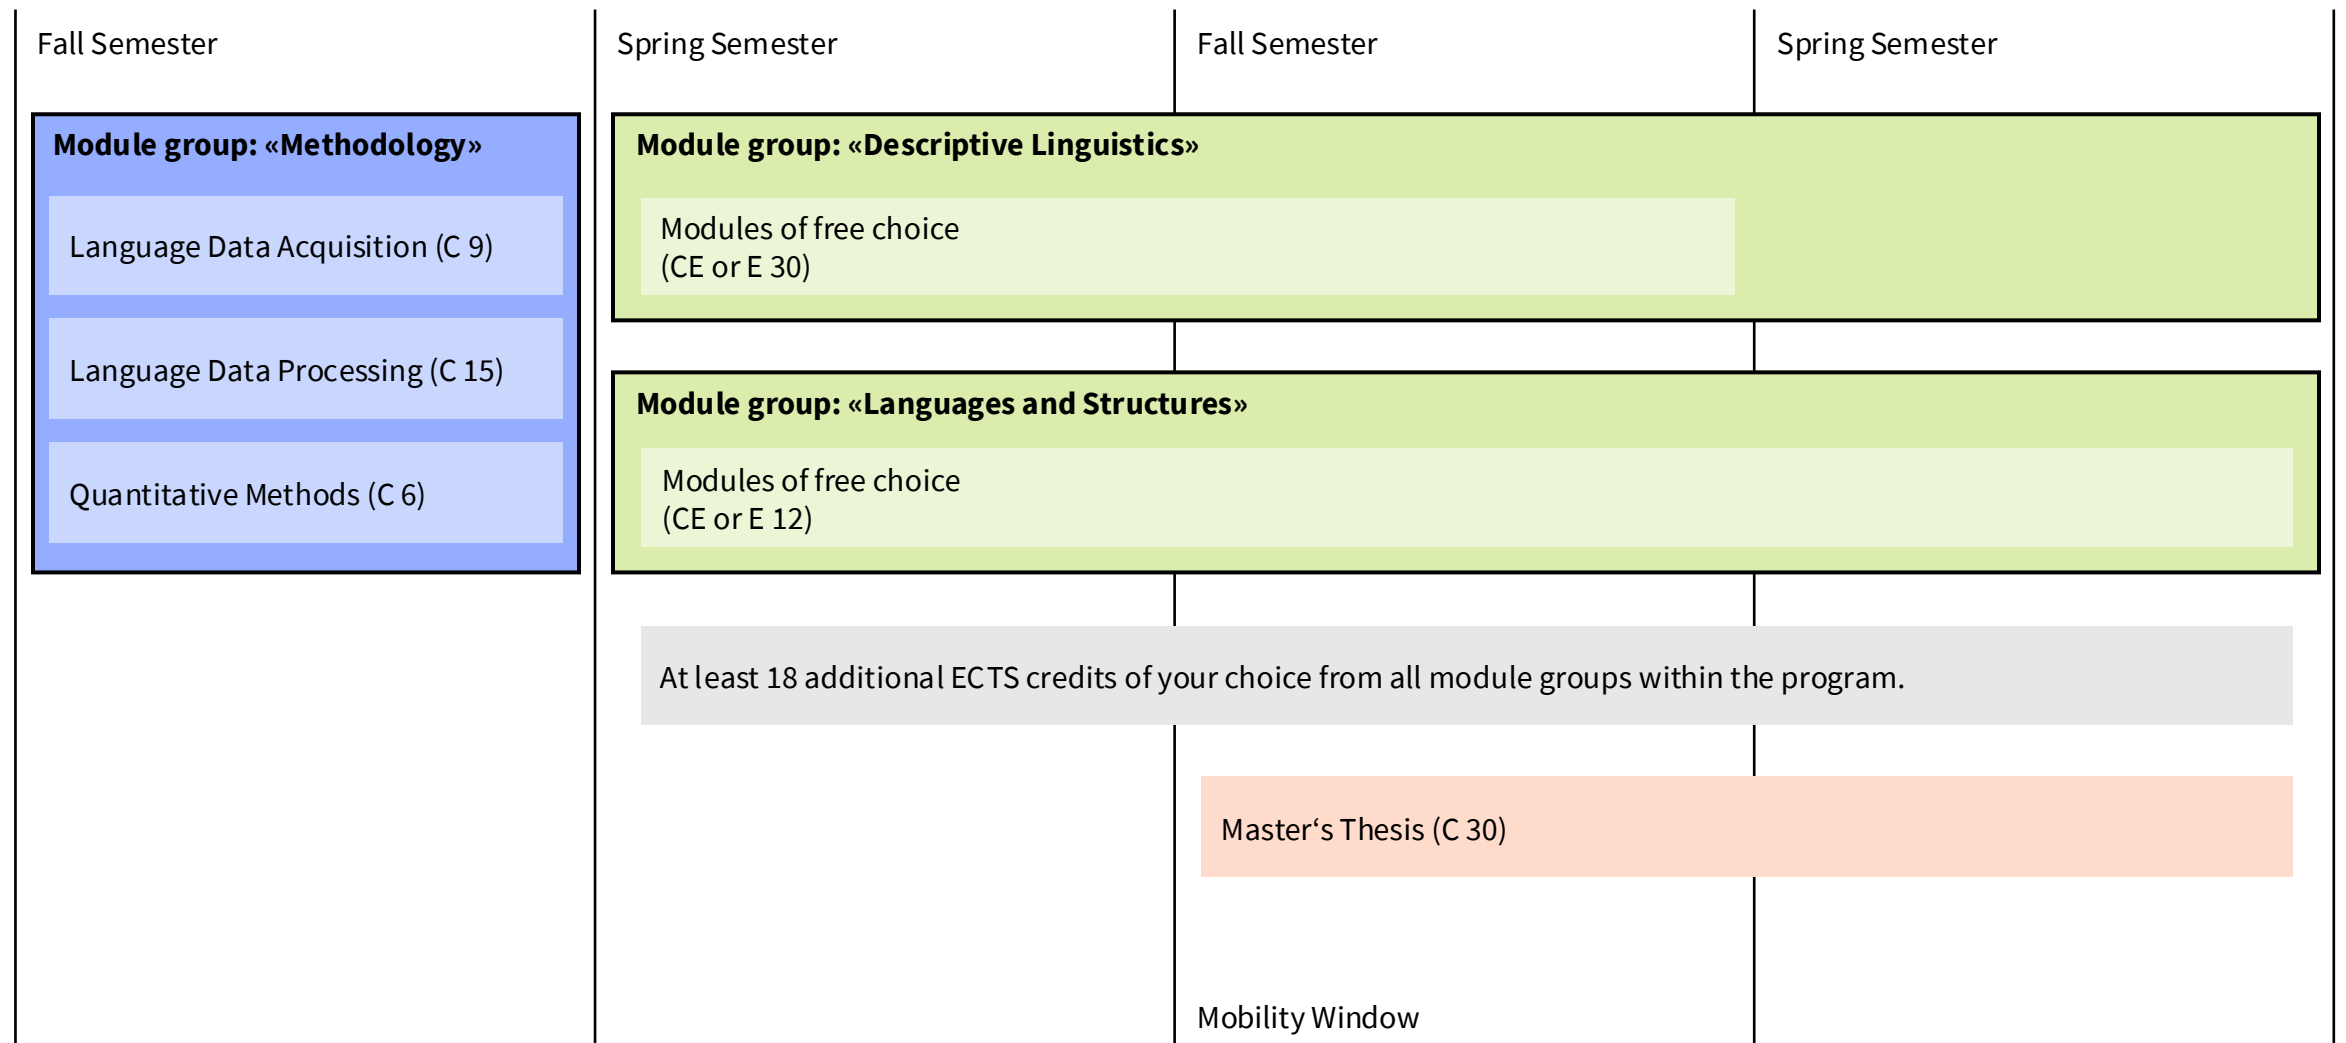 Fall Semester
Spring Semester
Fall Semester
Spring Semester
Module group: «Methodology»
Language Data Acquisition (C 9)
Language Data Processing (C 15)
Quantitative Methods (C 6)
Module group: «Descriptive Linguistics»
Modules of free choice
(CE or E 30)
Module group: «Languages and Structures»
Modules of free choice
(CE or E 12)
At least 18 additional ECTS credits of your choice from all module groups within the program.
Master‘s Thesis (C 30)
Mobility Window